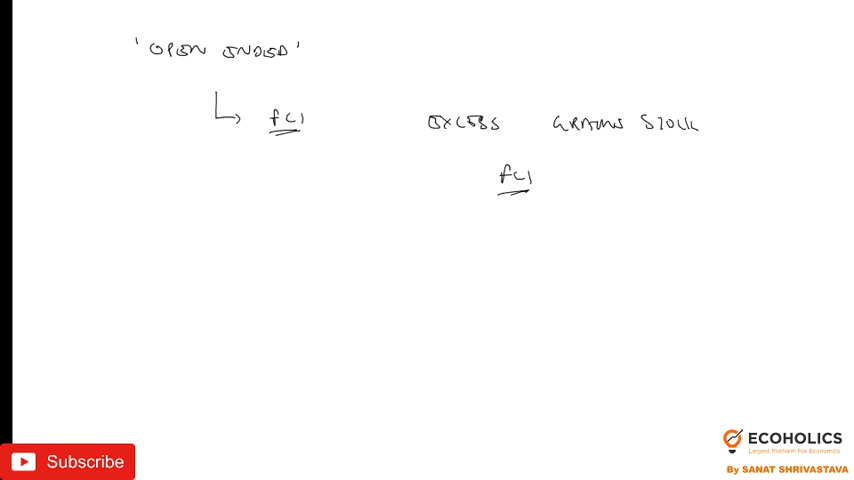 'OPEN ENDED'
FCI
EXCESS GRAINS STOCK
FCI
Subscribe
ECOHOLICS
Largest Platform For Economics
By SANAT SHRIVASTAVA